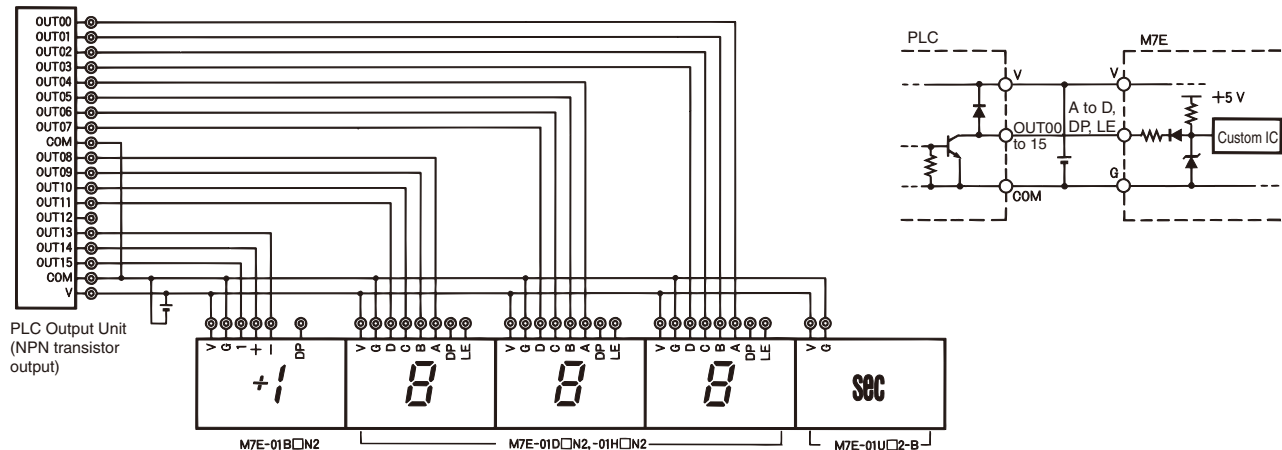 OUT00
OUT01
OUT02
OUT03
OUT04
OUT05
OUT06
OUT07
COM
OUT08
OUT09
OUT10
OUT11
OUT12
OUT13
OUT14
OUT15
COM
V
PLC Output Unit
(NPN transistor
output)
V G 1 + − DP
V G D C B A DP LE
V G D C B A DP LE
V G D C B A DP LE
V G
+1 8 8 8 sec
M7E-01B□N2
M7E-01D□N2,-01H□N2
M7E-01U□2-B
PLC
M7E
V
V
+5 V
A to D,
DP, LE
OUT00
to 15
Custom IC
G
COM